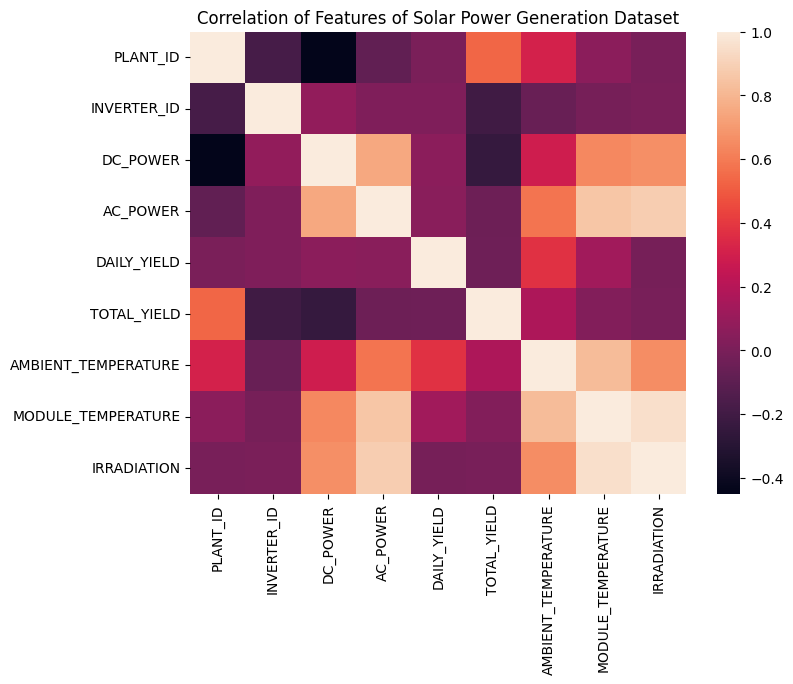 Correlation of Features of Solar Power Generation Dataset
PLANT_ID
INVERTER_ID
DC_POWER
AC_POWER
DAILY_YIELD
TOTAL_YIELD
AMBIENT_TEMPERATURE
MODULE_TEMPERATURE
IRRADIATION
PLANT_ID
INVERTER_ID
DC_POWER
AC_POWER
DAILY_YIELD
TOTAL_YIELD
AMBIENT_TEMPERATURE
MODULE_TEMPERATURE
IRRADIATION
1.0
0.8
0.6
0.4
0.2
0.0
−0.2
−0.4